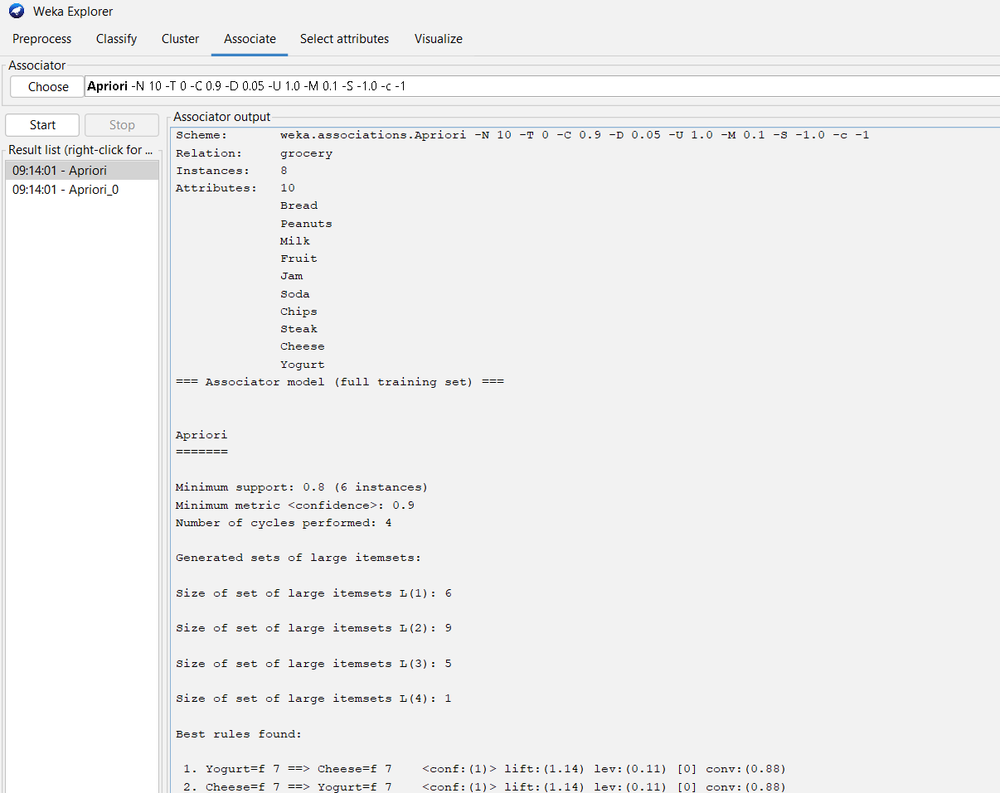 Weka Explorer
Preprocess Classify Cluster Associate Select attributes Visualize
Associator
Choose Apriori -N 10 -T 0 -C 0.9 -D 0.05 -U 1.0 -M 0.1 -S -1.0 -c -1
Start Stop
Result list (right-click for ...
09:14:01 - Apriori
09:14:01 - Apriori_0
Associator output
Scheme: weka.associations.Apriori -N 10 -T 0 -C 0.9 -D 0.05 -U 1.0 -M 0.1 -S -1.0 -c -1
Relation: grocery
Instances: 8
Attributes: 10
Bread
Peanuts
Milk
Fruit
Jam
Soda
Chips
Steak
Cheese
Yogurt
=== Associator model (full training set) ===
Apriori
=======
Minimum support: 0.8 (6 instances)
Minimum metric <confidence>: 0.9
Number of cycles performed: 4
Generated sets of large itemsets:
Size of set of large itemsets L(1): 6
Size of set of large itemsets L(2): 9
Size of set of large itemsets L(3): 5
Size of set of large itemsets L(4): 1
Best rules found:
1. Yogurt=f 7 ==> Cheese=f 7 <conf:(1)> lift:(1.14) lev:(0.11) [0] conv:(0.88)
2. Cheese=f 7 ==> Yogurt=f 7 <conf:(1)> lift:(1.14) lev:(0.11) [0] conv:(0.88)